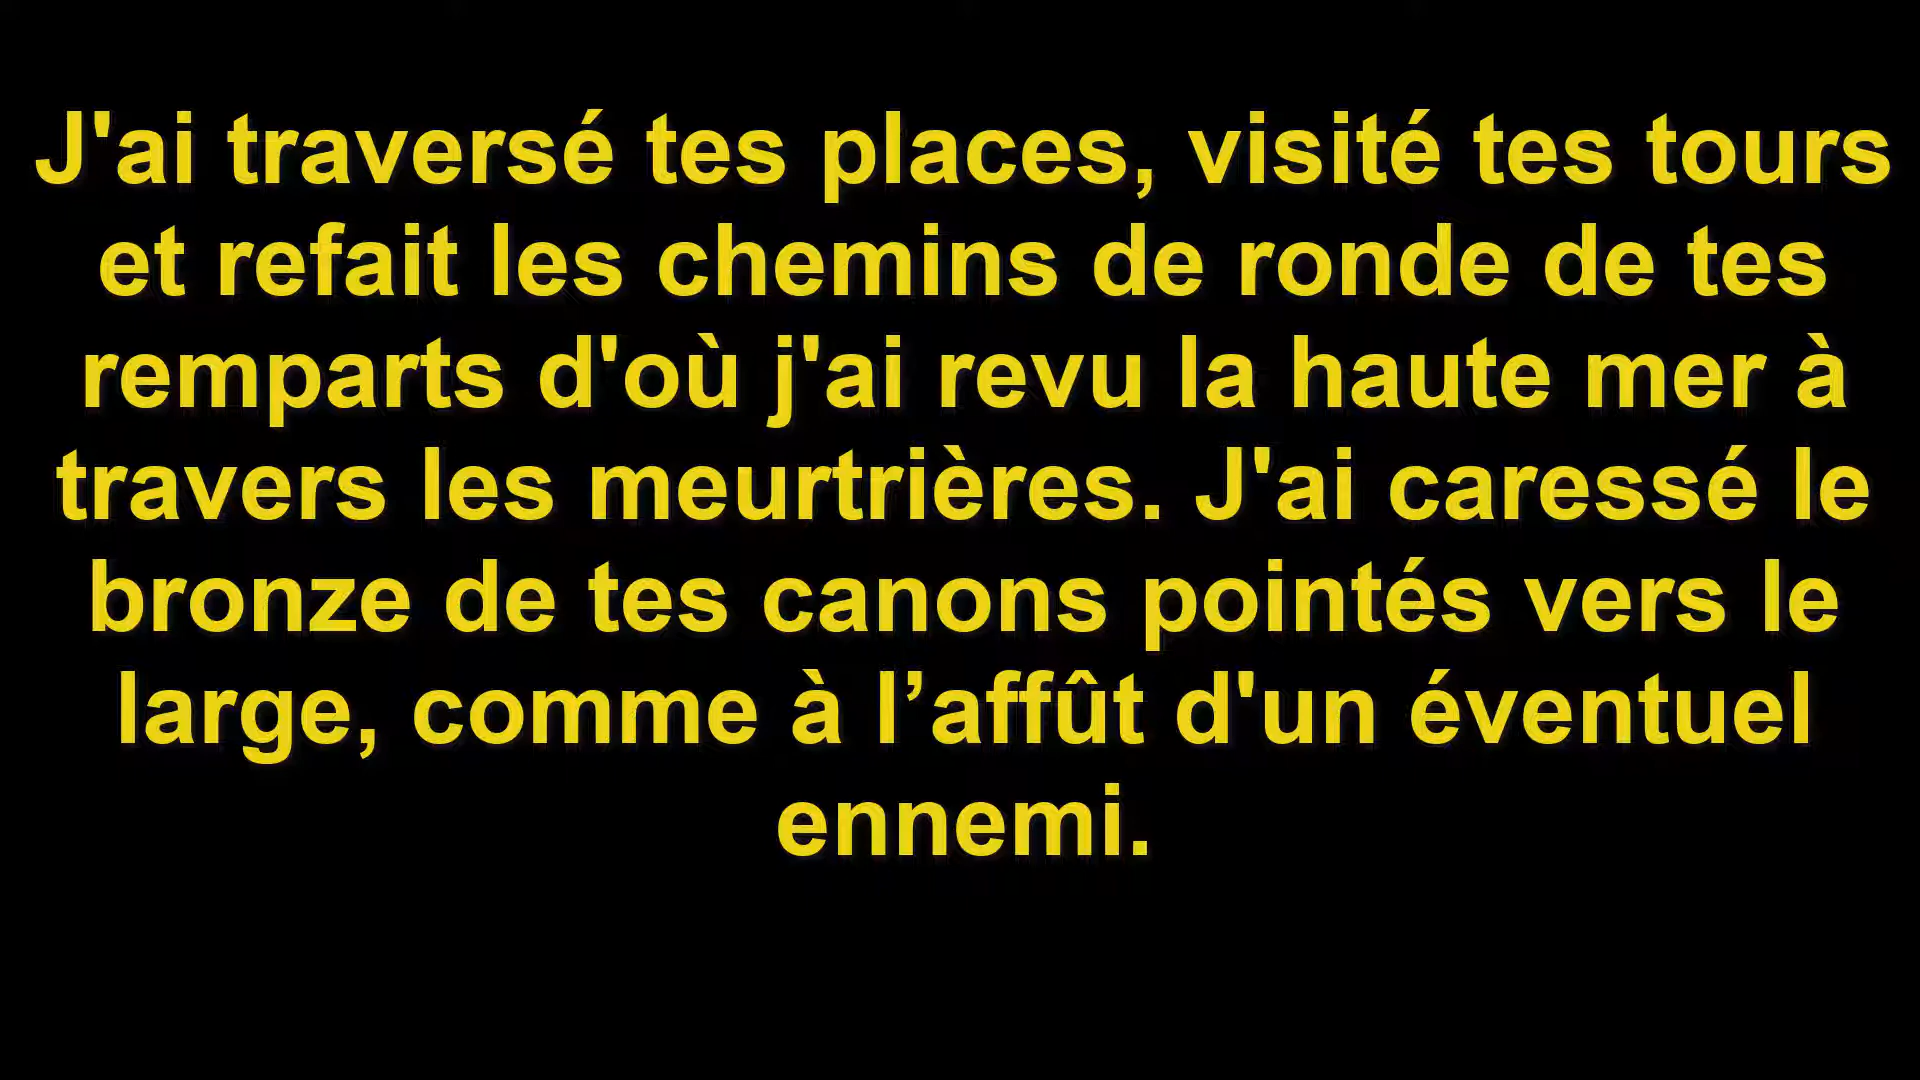 J'ai traversé tes places, visité tes tours
et refait les chemins de ronde de tes
remparts d'où j'ai revu la haute mer à
travers les meurtrières. J'ai caressé le
bronze de tes canons pointés vers le
large, comme à l’affût d'un éventuel
ennemi.